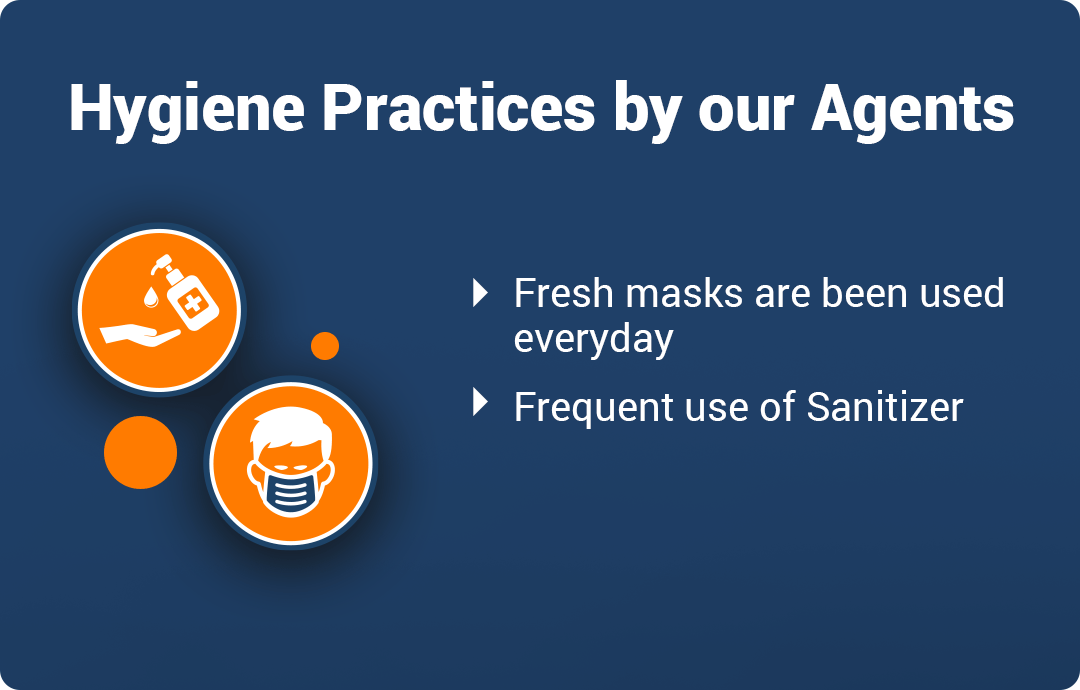 Hygiene Practices by our Agents
Fresh masks are been used
everyday
Frequent use of Sanitizer